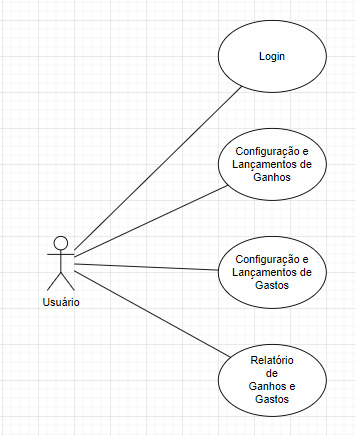 Login
Configuração e
Lançamentos de
Ganhos
Configuração e
Lançamentos de
Gastos
Usuário
Relatório
de
Ganhos e
Gastos